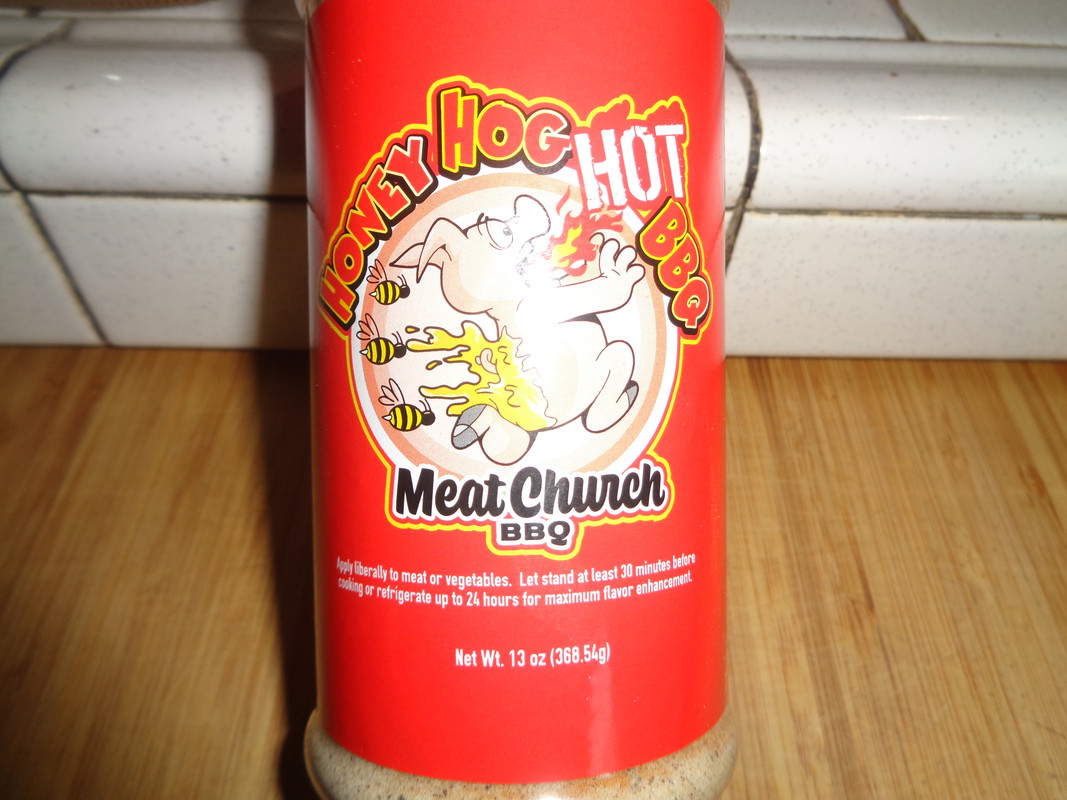 HONEY HOG HOT BBQ
Meat Church
BBQ
Apply liberally to meat or vegetables. Let stand at least 30 minutes before
cooking or refrigerate up to 24 hours for maximum flavor enhancement.
Net Wt. 13 oz (368.54g)